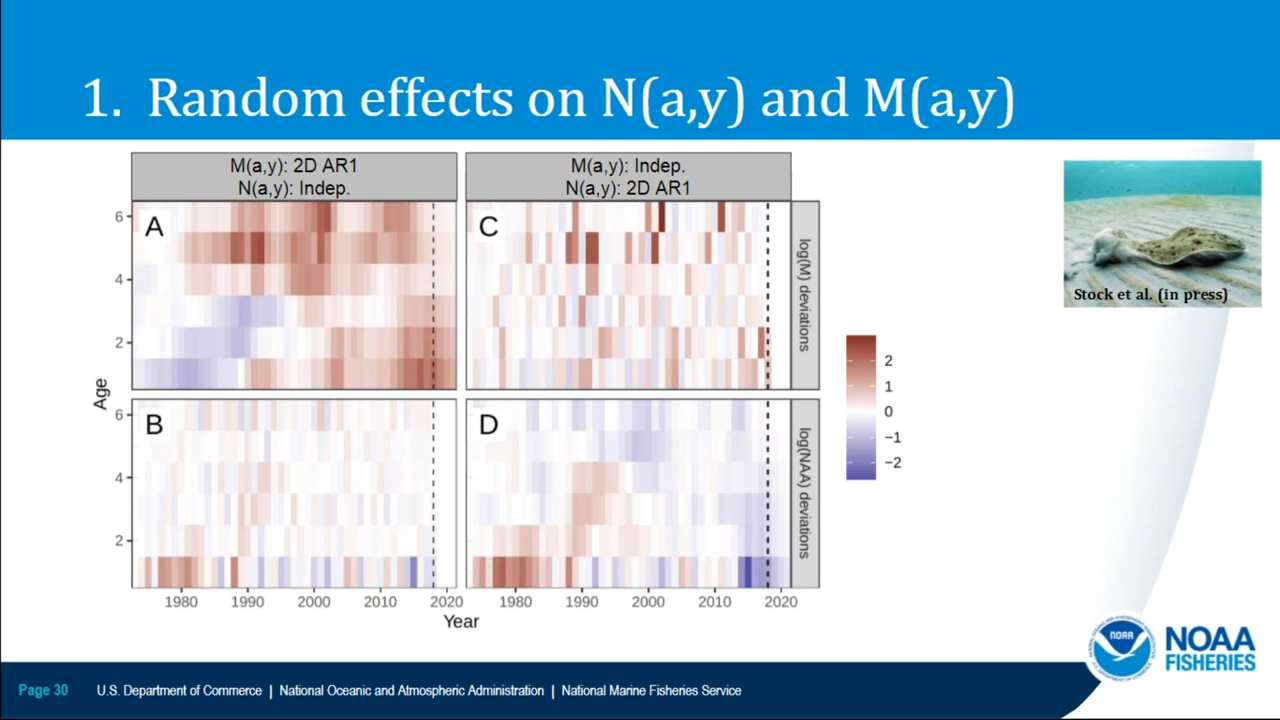 1. Random effects on N(a,y) and M(a,y)
M(a,y): 2D AR1
N(a,y): Indep.
M(a,y): Indep.
N(a,y): 2D AR1
A
C
6
4
2
log(M) deviations
Stock et al. (in press)
2
1
0
−1
−2
Age
B
D
6
4
2
log(NAA) deviations
1980 1990 2000 2010 2020
1980 1990 2000 2010 2020
Year
NOAA
NOAA
FISHERIES
Page 30 U.S. Department of Commerce | National Oceanic and Atmospheric Administration | National Marine Fisheries Service